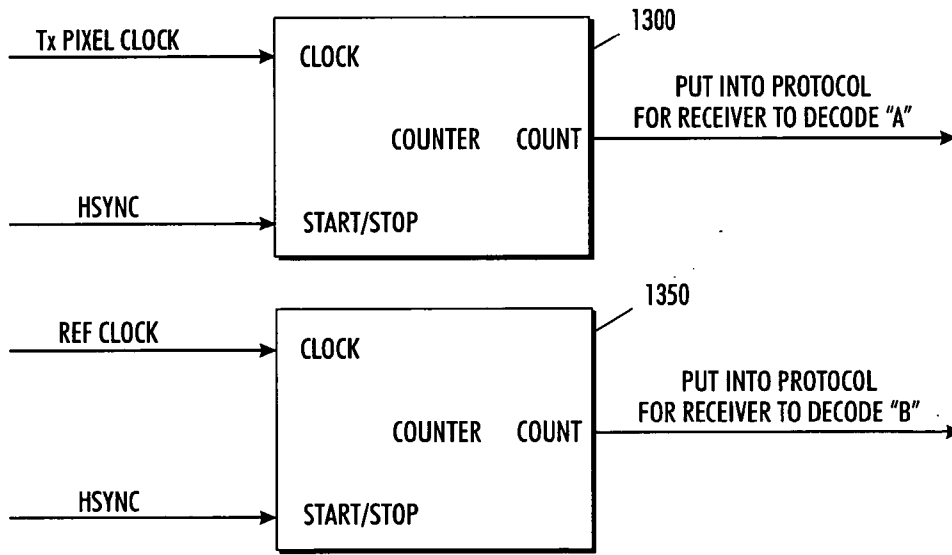 Tx PIXEL CLOCK
CLOCK
1300
PUT INTO PROTOCOL
FOR RECEIVER TO DECODE "A"
COUNTER COUNT
HSYNC
START/STOP
1350
REF CLOCK
CLOCK
PUT INTO PROTOCOL
FOR RECEIVER TO DECODE "B"
COUNTER COUNT
HSYNC
START/STOP